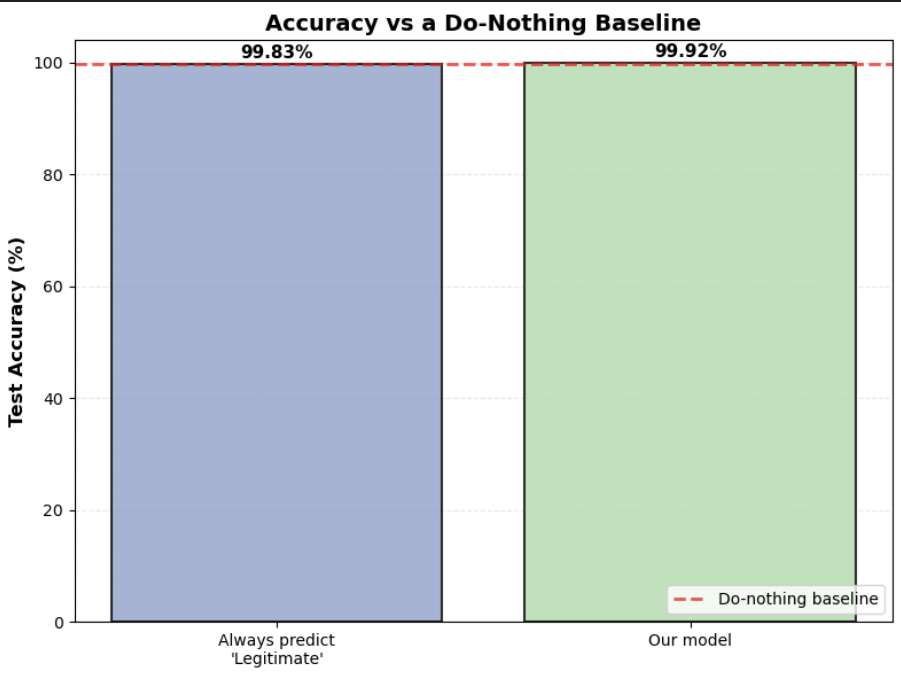 Accuracy vs a Do-Nothing Baseline
99.83%
99.92%
100
80
60
40
20
0
Test Accuracy (%)
Do-nothing baseline
Always predict
'Legitimate'
Our model